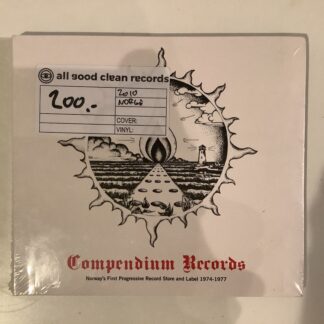 all good clean records
200.-
2010
NORGE
COVER:
VINYL:
Compendium Records
Norway's First Progressive Record Store and Label 1974-1977